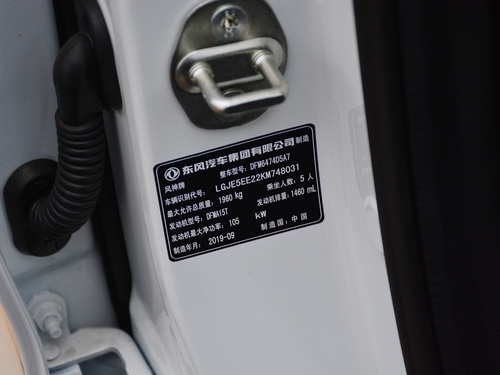 东风汽车集团有限公司制造
风神牌 整车型号: DFM6474D5A7
车辆识别代号: LGJE5EE22KM748031
最大允许总质量: 1960 kg 乘坐人数: 5 人
发动机型号: DFMA15T 发动机排量: 1460 mL
发动机最大净功率: 105 kW
制造年月: 2019-09 制造国: 中国